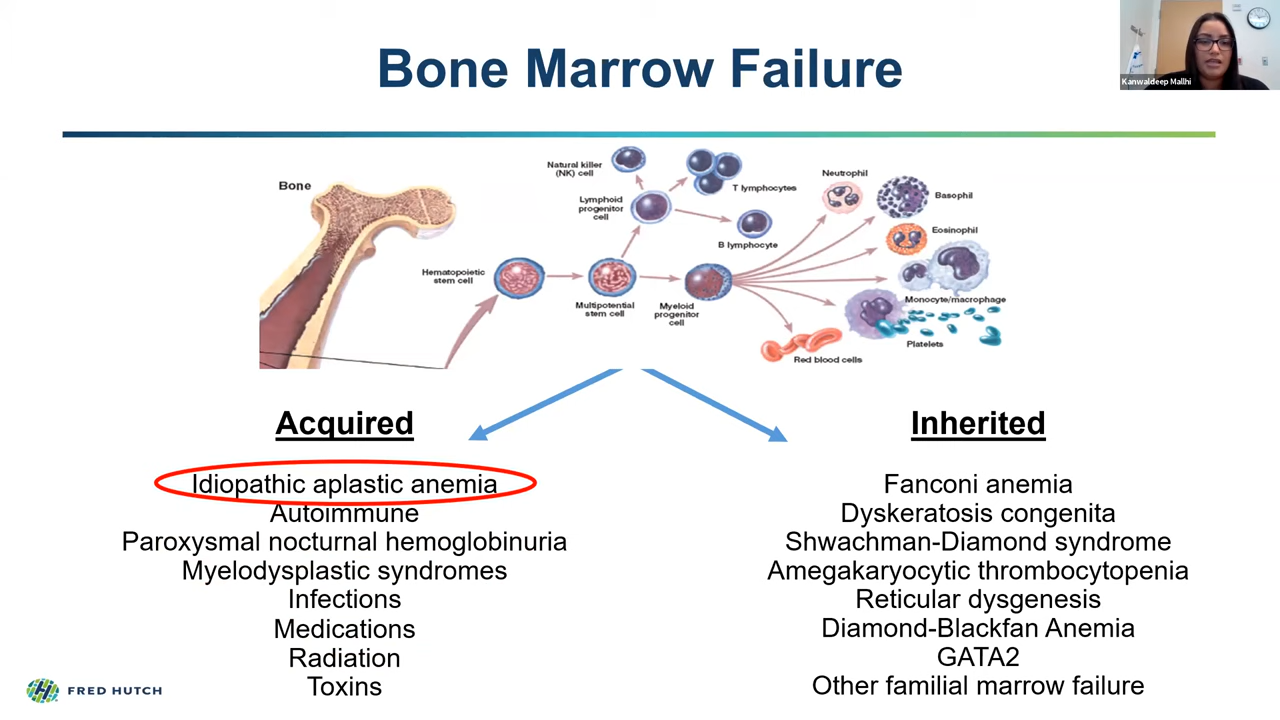 Bone Marrow Failure
Kanwaldeep Mallhi
Bone
Natural killer
(NK) cell
T lymphocytes
Lymphoid
progenitor
cell
B lymphocyte
Neutrophil
Basophil
Eosinophil
Hematopoietic
stem cell
Multipotential
stem cell
Myeloid
progenitor
cell
Monocyte/macrophage
Platelets
Red blood cells
Acquired
Idiopathic aplastic anemia
Autoimmune
Paroxysmal nocturnal hemoglobinuria
Myelodysplastic syndromes
Infections
Medications
Radiation
Toxins
Inherited
Fanconi anemia
Dyskeratosis congenita
Shwachman-Diamond syndrome
Amegakaryocytic thrombocytopenia
Reticular dysgenesis
Diamond-Blackfan Anemia
GATA2
Other familial marrow failure
FRED HUTCH